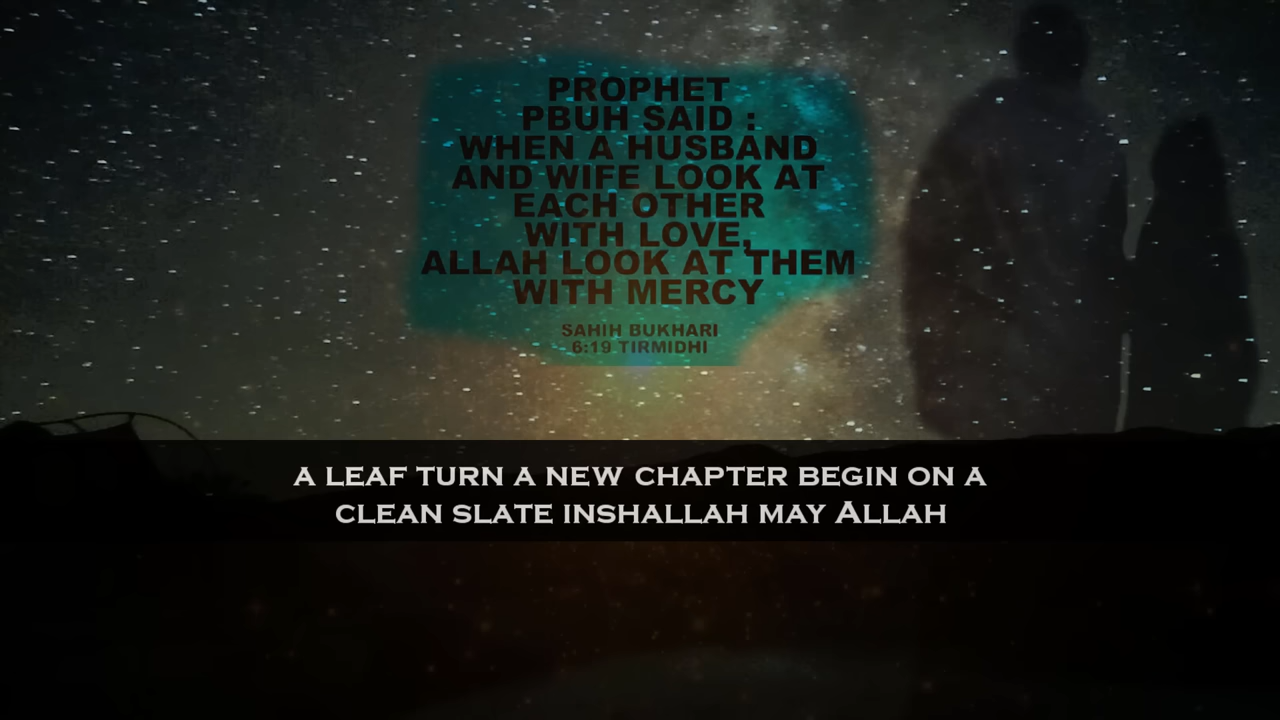 PROPHET
PBUH SAID :
WHEN A HUSBAND
AND WIFE LOOK AT
EACH OTHER
WITH LOVE,
ALLAH LOOK AT THEM
WITH MERCY
SAHIH BUKHARI
6:19 TIRMIDHI
A LEAF TURN A NEW CHAPTER BEGIN ON A
CLEAN SLATE INSHALLAH MAY ALLAH